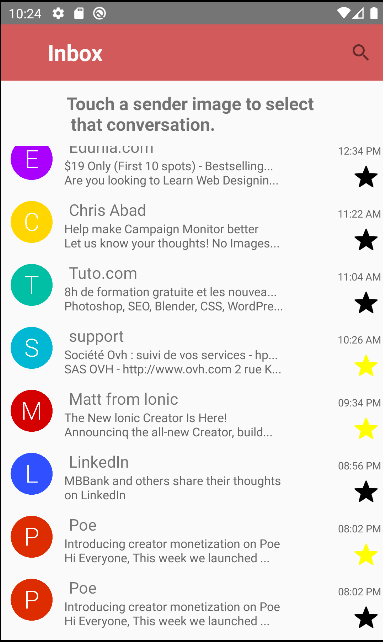 10:24
Inbox
Touch a sender image to select
that conversation.
E
Edunia.com
12:34 PM
$19 Only (First 10 spots) - Bestselling...
Are you looking to Learn Web Designin...
C
Chris Abad
11:22 AM
Help make Campaign Monitor better
Let us know your thoughts! No Images...
T
Tuto.com
11:04 AM
8h de formation gratuite et les nouvea...
Photoshop, SEO, Blender, CSS, WordPre...
S
support
10:26 AM
Société Ovh : suivi de vos services - hp...
SAS OVH - http://www.ovh.com 2 rue K...
M
Matt from Ionic
09:34 PM
The New Ionic Creator Is Here!
Announcing the all-new Creator, build...
L
LinkedIn
08:56 PM
MBBank and others share their thoughts
on LinkedIn
P
Poe
08:02 PM
Introducing creator monetization on Poe
Hi Everyone, This week we launched ...
P
Poe
08:02 PM
Introducing creator monetization on Poe
Hi Everyone, This week we launched ...